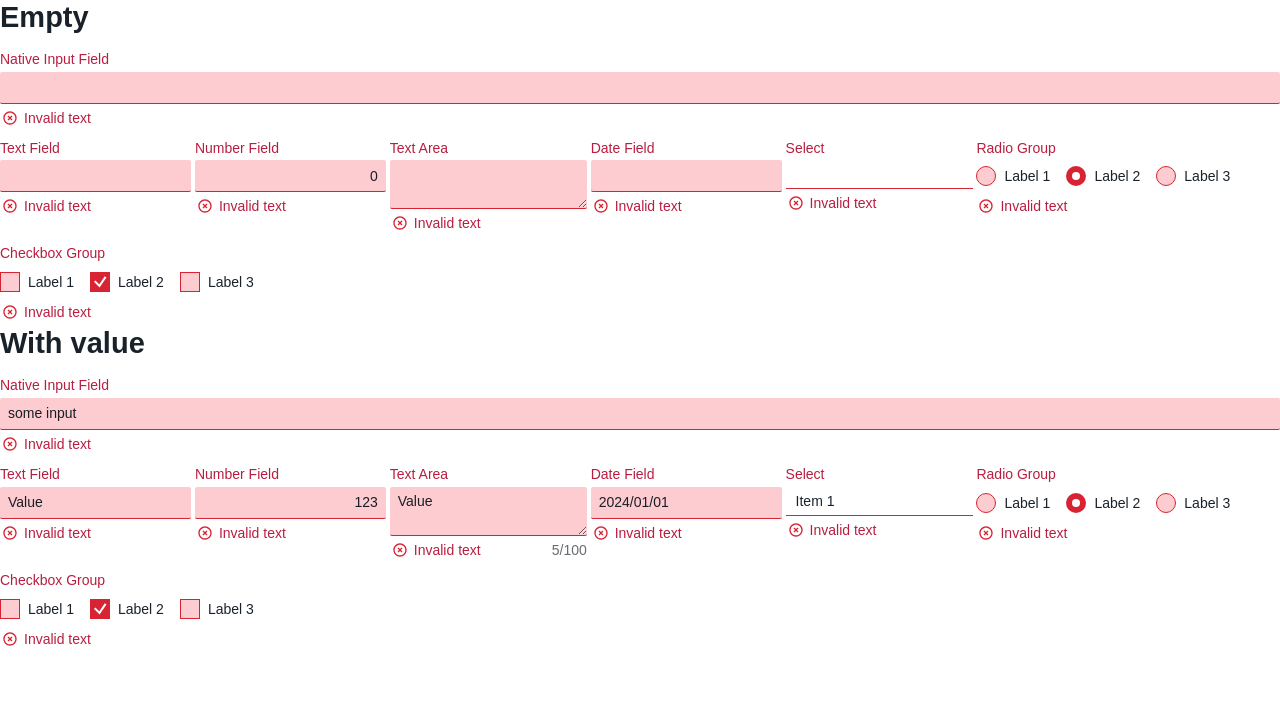 Empty
Native Input Field
Invalid text
Text Field Number Field Text Area Date Field Select Radio Group
0 Label 1 Label 2 Label 3
Invalid text Invalid text Invalid text Invalid text Invalid text Invalid text
Checkbox Group
Label 1 Label 2 Label 3
Invalid text
With value
Native Input Field
some input
Invalid text
Text Field Number Field Text Area Date Field Select Radio Group
Value 123 Value 2024/01/01 Item 1 Label 1 Label 2 Label 3
Invalid text Invalid text Invalid text 5/100 Invalid text Invalid text Invalid text
Checkbox Group
Label 1 Label 2 Label 3
Invalid text